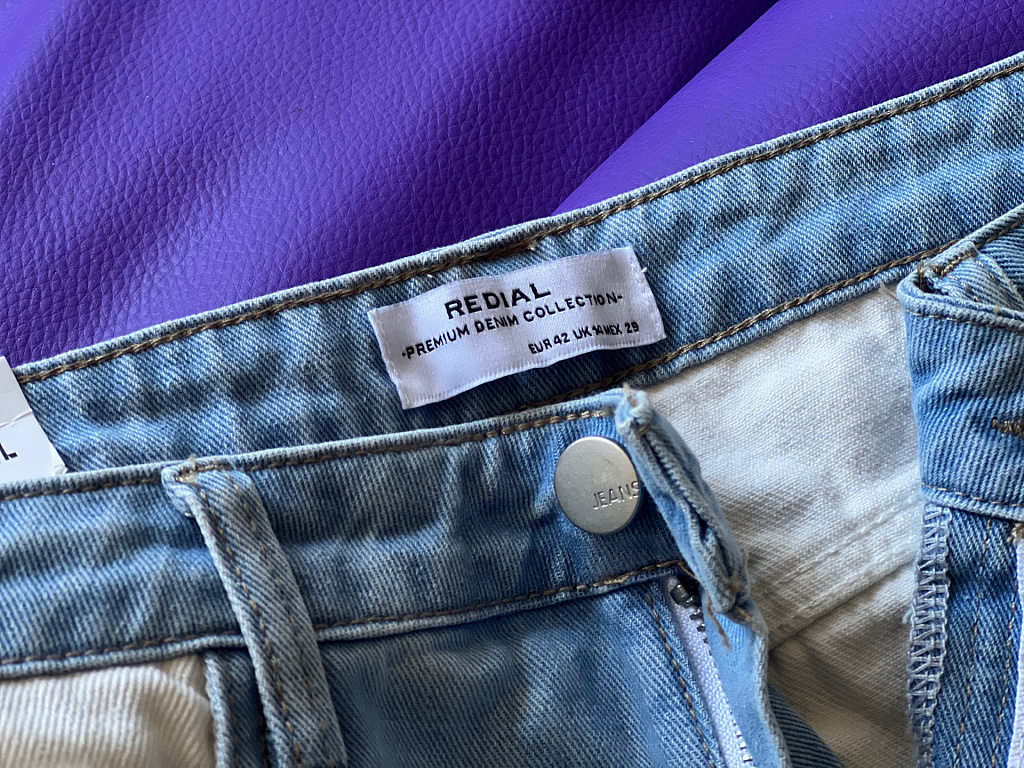 REDIAL
-PREMIUM DENIM COLLECTION-
EUR 42 UK 14 MEX 29
JEANS